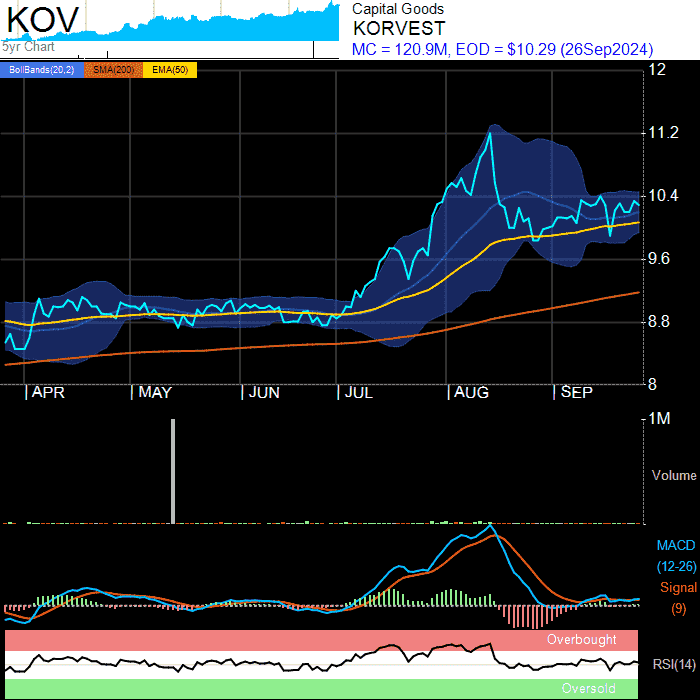 KOV
5yr Chart
Capital Goods
KORVEST
MC = 120.9M, EOD = $10.29 (26Sep2024)
BollBands(20,2) SMA(200) EMA(50)
12
11.2
10.4
9.6
8.8
8
APR MAY JUN JUL AUG SEP
1M
Volume
MACD
(12-26)
Signal
(9)
Overbought
RSI(14)
Oversold